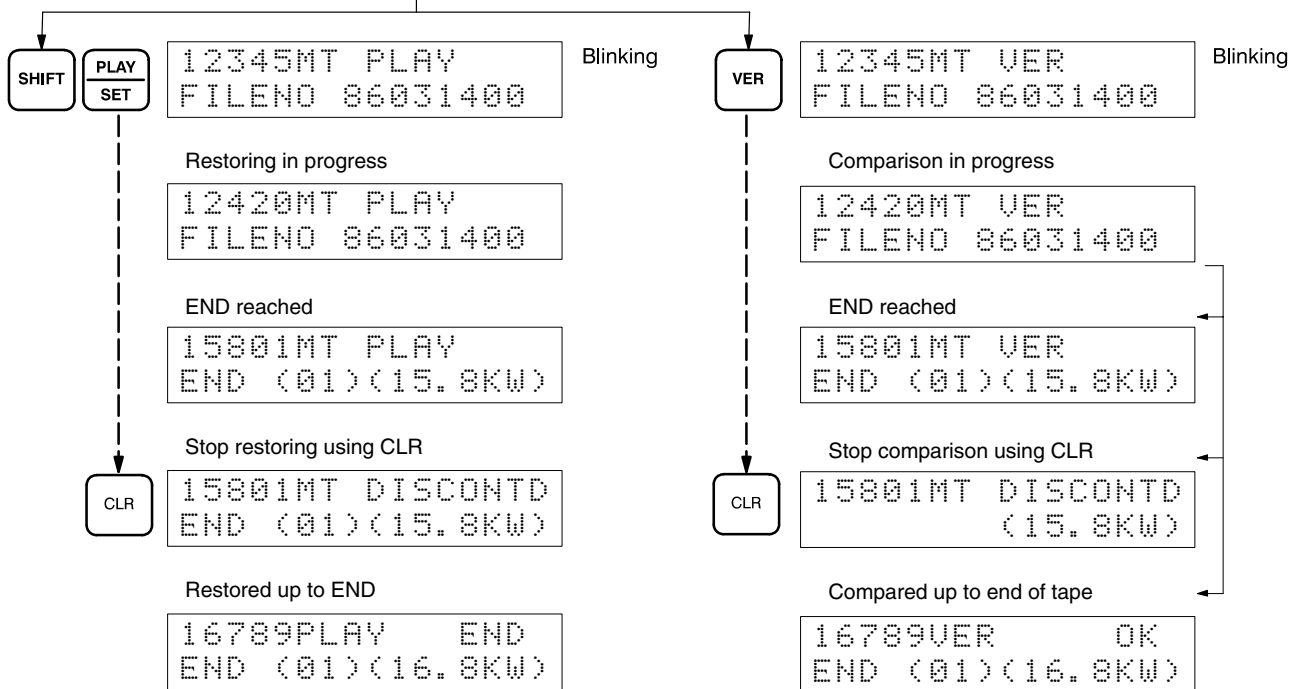 SHIFT
PLAY
SET
12345MT PLAY
FILENO 86031400
Blinking
Restoring in progress
12420MT PLAY
FILENO 86031400
END reached
15801MT PLAY
END (01)(15.8KW)
Stop restoring using CLR
CLR
15801MT DISCONTD
END (01)(15.8KW)
Restored up to END
16789PLAY END
END (01)(16.8KW)
VER
12345MT VER
FILENO 86031400
Blinking
Comparison in progress
12420MT VER
FILENO 86031400
END reached
15801MT VER
END (01)(15.8KW)
Stop comparison using CLR
CLR
15801MT DISCONTD
(15.8KW)
Compared up to end of tape
16789VER OK
END (01)(16.8KW)